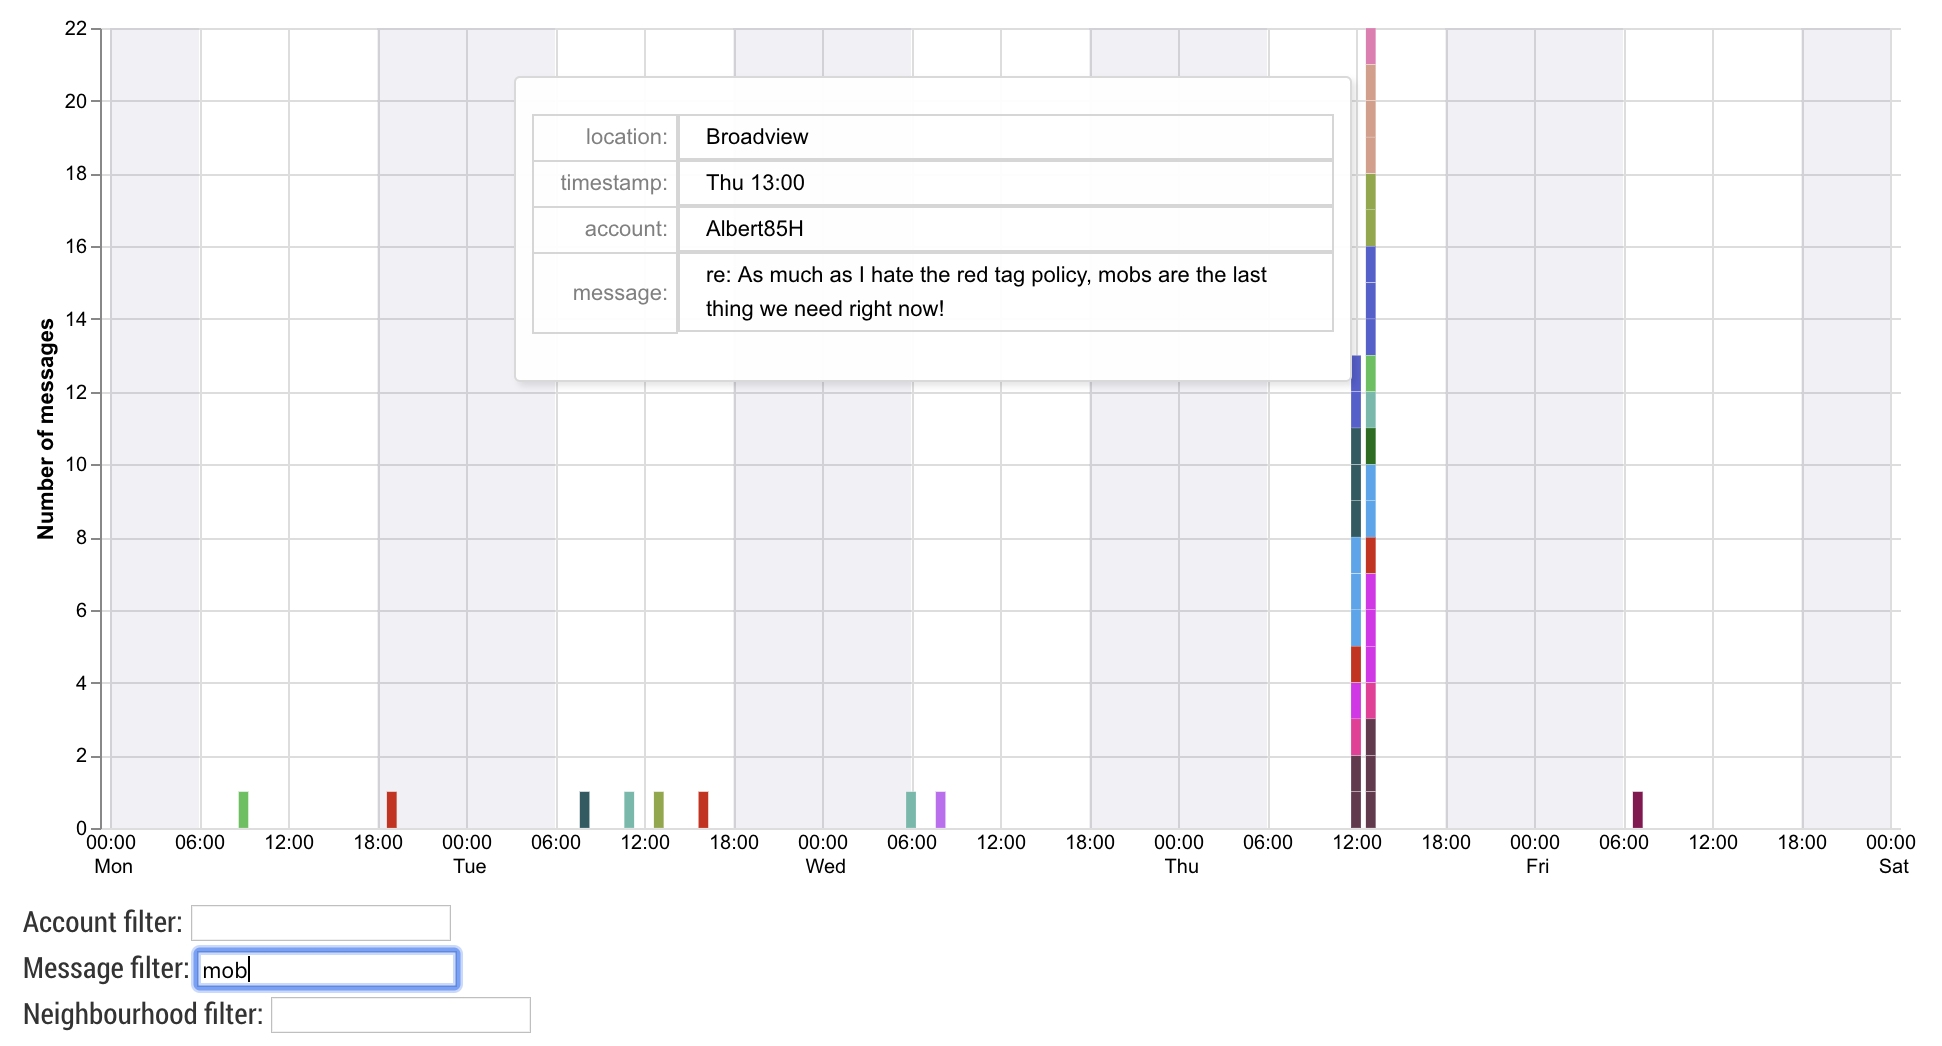 22
20
18
16
14
12
10
8
6
4
2
0
Number of messages
location: Broadview
timestamp: Thu 13:00
account: Albert85H
message: re: As much as I hate the red tag policy, mobs are the last
thing we need right now!
00:00 06:00 12:00 18:00 00:00 06:00 12:00 18:00 00:00 06:00 12:00 18:00 00:00 06:00 12:00 18:00 00:00 06:00 12:00 18:00 00:00
Mon Tue Wed Thu Fri Sat
Account filter:
Message filter: mob
Neighbourhood filter: